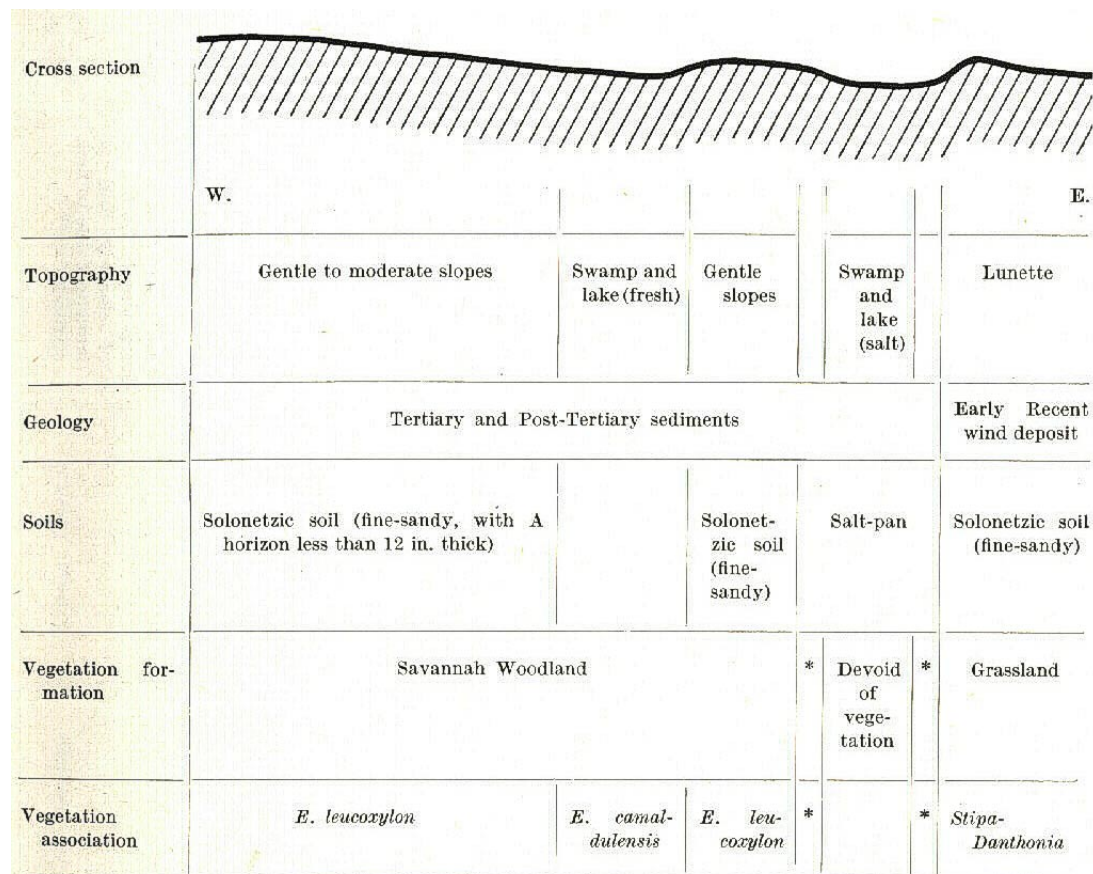 Cross section
W.
E.
Topography
Gentle to moderate slopes
Swamp and
lake (fresh)
Gentle
slopes
Swamp
and
lake
(salt)
Lunette
Geology
Tertiary and Post-Tertiary sediments
Early Recent
wind deposit
Soils
Solonetzic soil (fine-sandy, with A
horizon less than 12 in. thick)
Solonet-
zic soil
(fine-
sandy)
Salt-pan
Solonetzic soil
(fine-sandy)
Vegetation for-
mation
Savannah Woodland
*
Devoid
of
vege-
tation
*
Grassland
Vegetation
association
E. leucoxylon
E. camal-
dulensis
E. leu-
coxylon
*
*
Stipa-
Danthonia